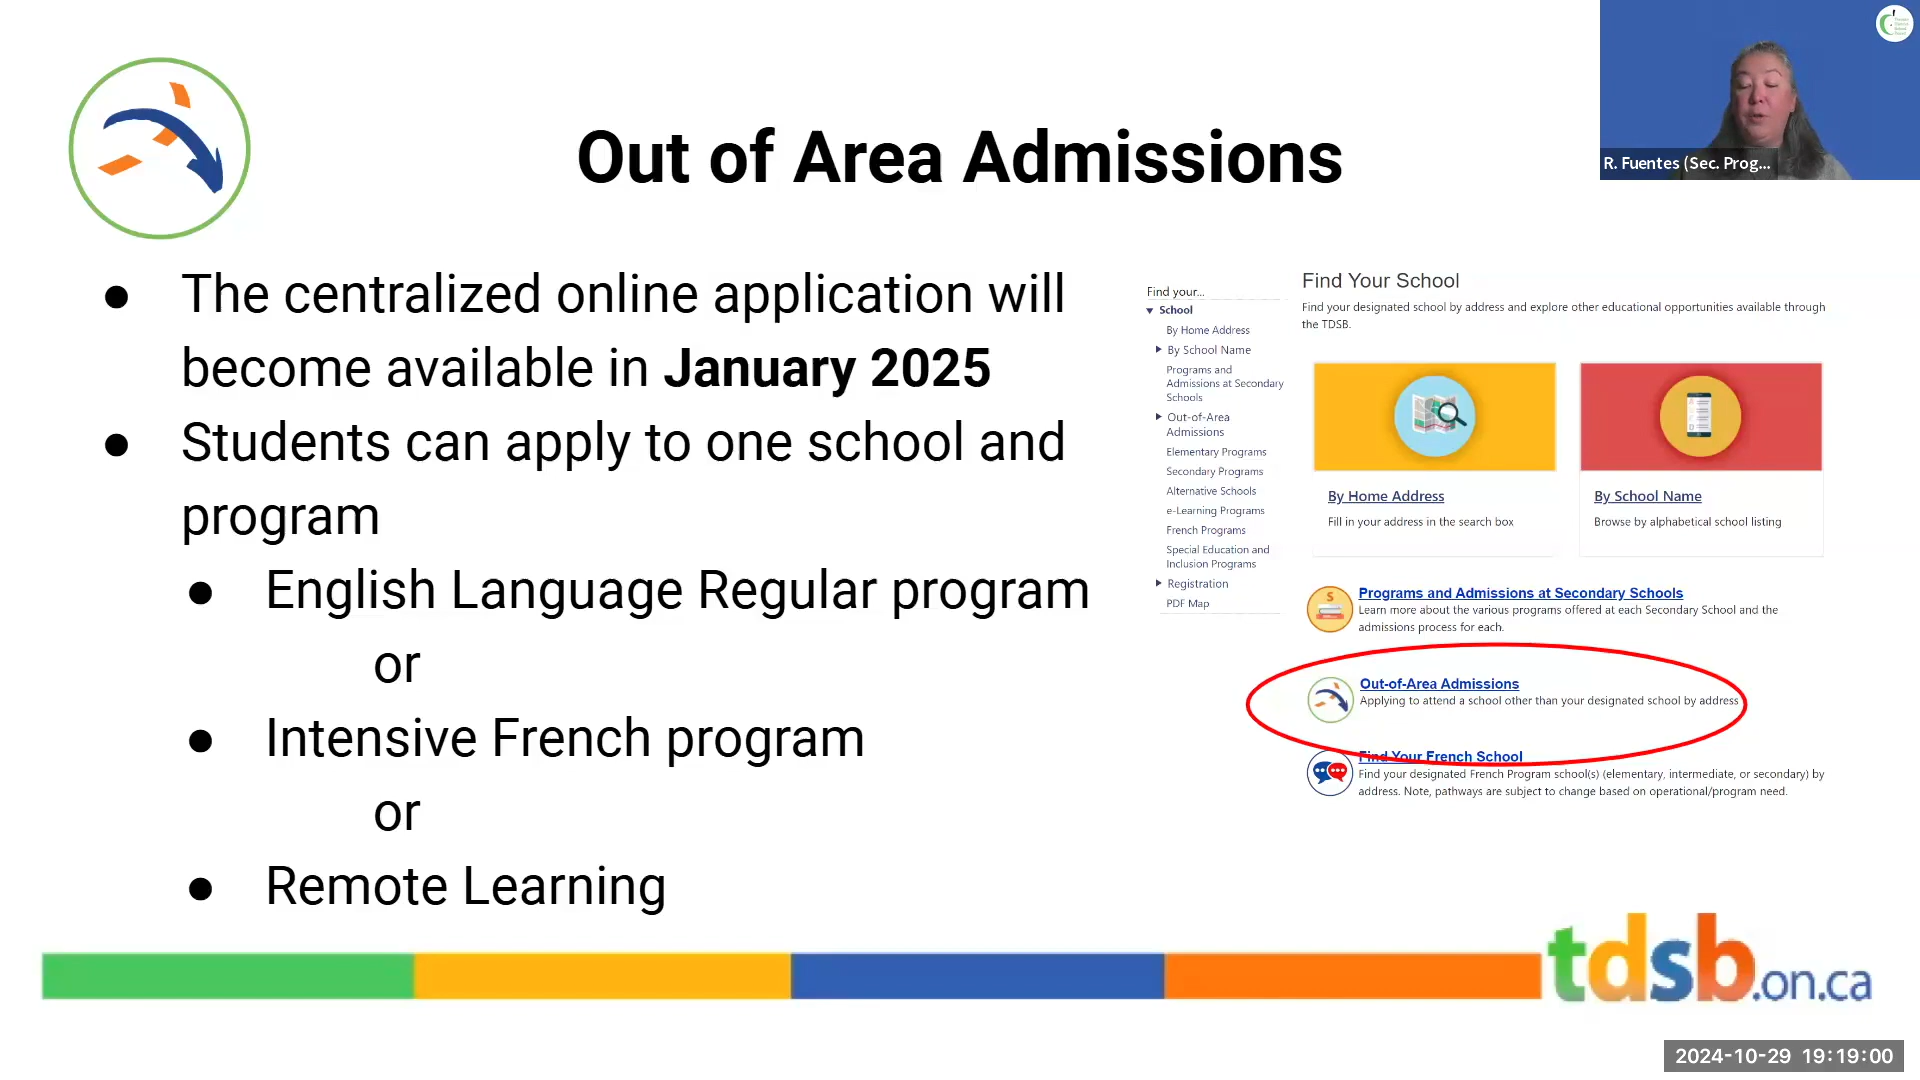 Out of Area Admissions
R. Fuentes (Sec. Prog...
● The centralized online application will
become available in January 2025
● Students can apply to one school and
program
● English Language Regular program
or
● Intensive French program
or
● Remote Learning
Find your...
School
By Home Address
By School Name
Programs and
Admissions at Secondary
Schools
Out-of-Area
Admissions
Elementary Programs
Secondary Programs
Alternative Schools
e-Learning Programs
French Programs
Special Education and
Inclusion Programs
Registration
PDF Map
Find Your School
Find your designated school by address and explore other educational opportunities available through
the TDSB.
By Home Address
Fill in your address in the search box
By School Name
Browse by alphabetical school listing
Programs and Admissions at Secondary Schools
Learn more about the various programs offered at each Secondary School and the
admissions process for each.
Out-of-Area Admissions
Applying to attend a school other than your designated school by address
Find Your French School
Find your designated French Program school(s) (elementary, intermediate, or secondary) by
address. Note, pathways are subject to change based on operational/program need.
tdsb.on.ca
2024-10-29 19:19:00